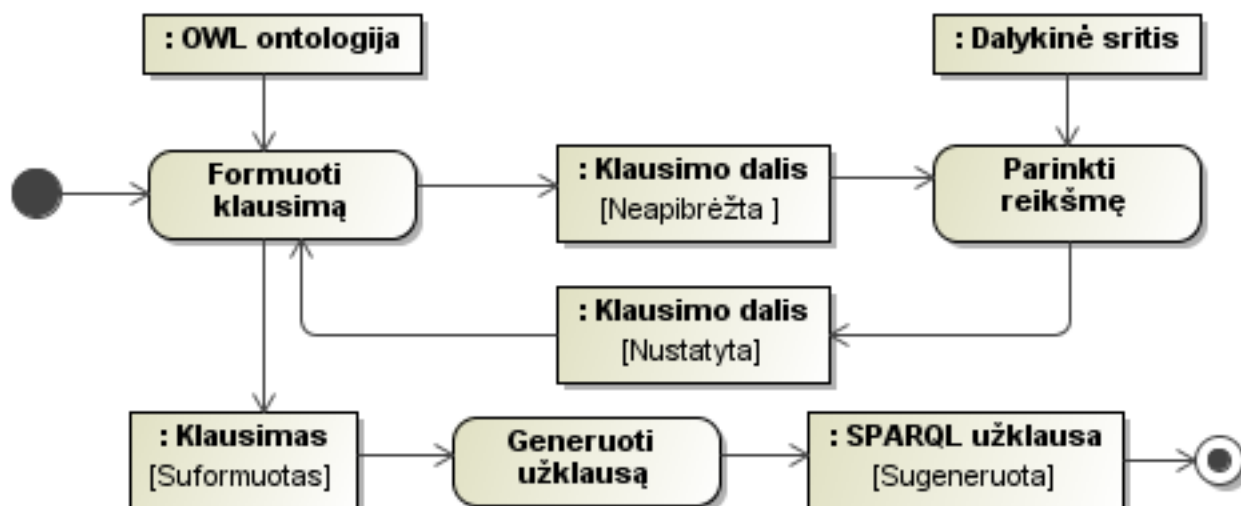 : OWL ontologija
: Dalykinė sritis
Formuoti
klausimą
: Klausimo dalis
[Neapibrėžta ]
Parinkti
reikšmę
: Klausimo dalis
[Nustatyta]
: Klausimas
[Suformuotas]
Generuoti
užklausą
: SPARQL užklausa
[Sugeneruota]